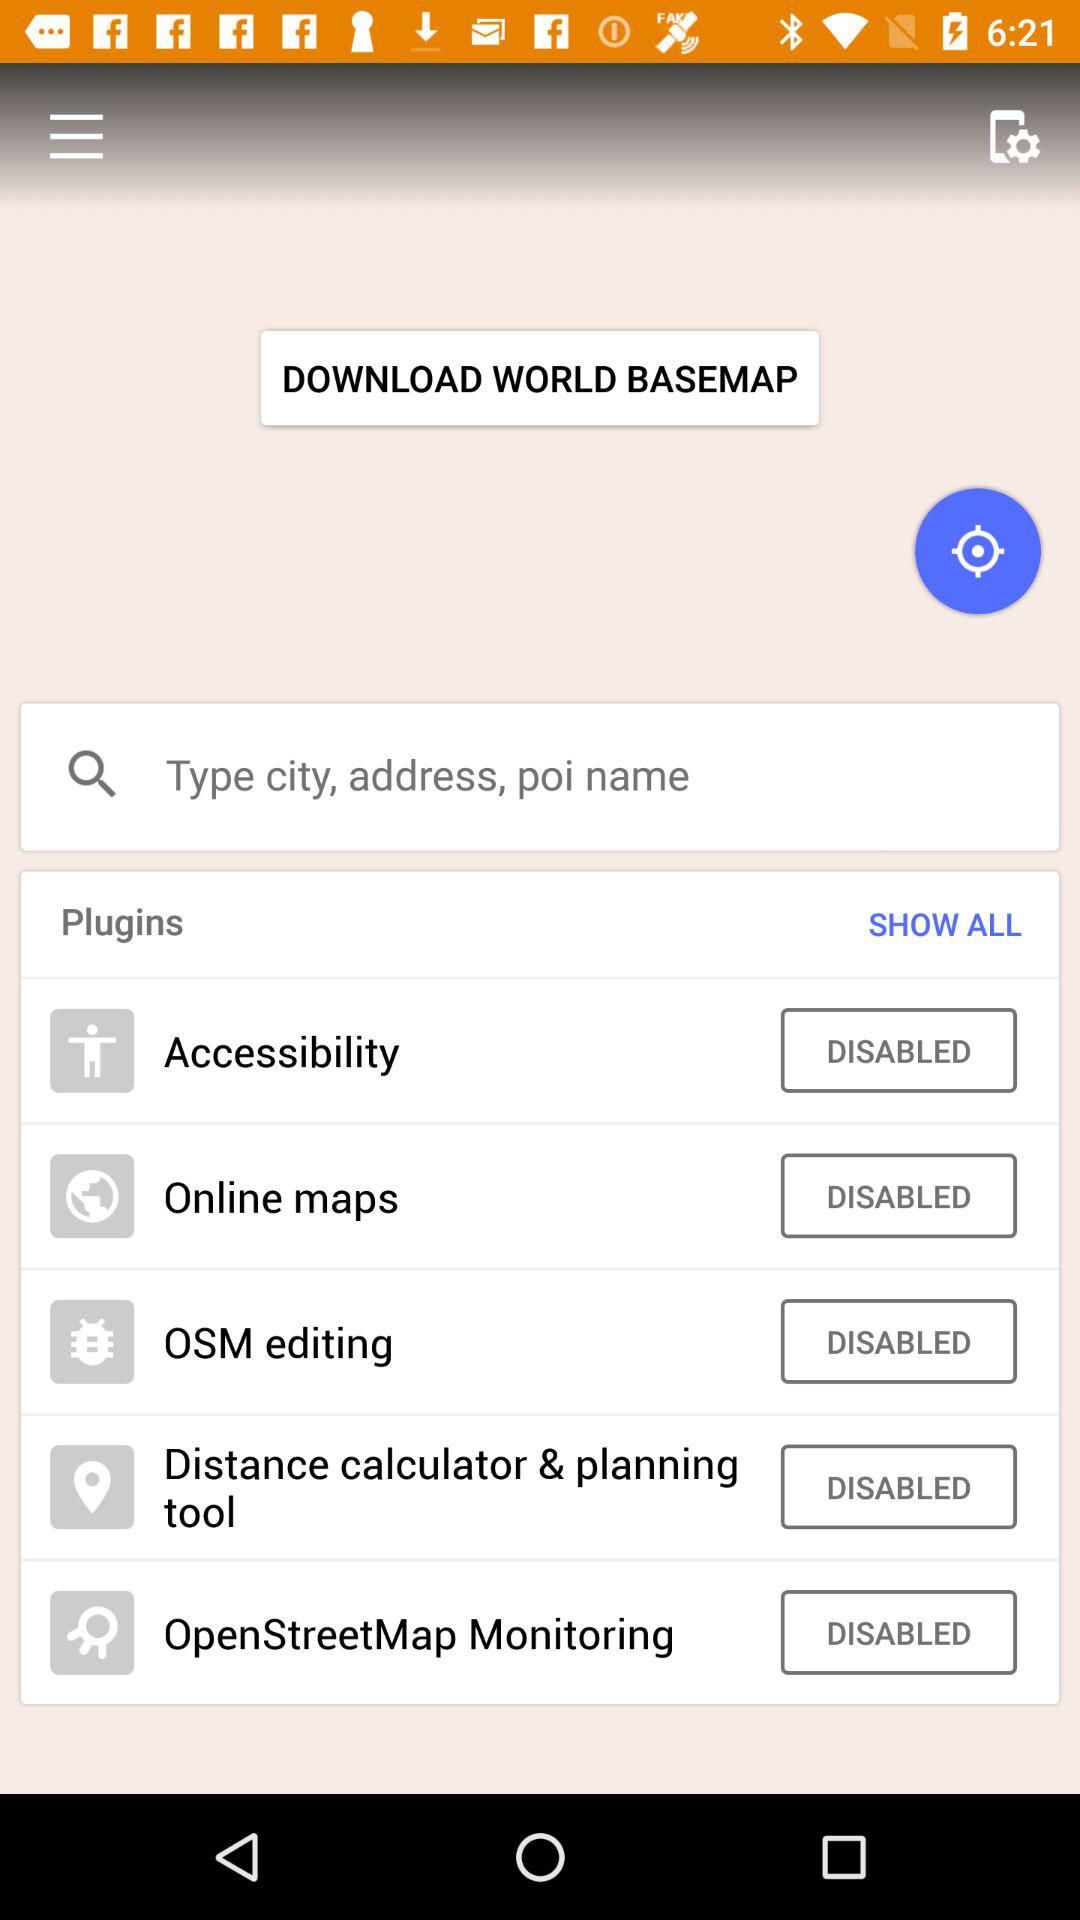 FAKE
6:21
DOWNLOAD WORLD BASEMAP
Type city, address, poi name
Plugins
SHOW ALL
Accessibility
DISABLED
Online maps
DISABLED
OSM editing
DISABLED
Distance calculator & planning
tool
DISABLED
OpenStreetMap Monitoring
DISABLED